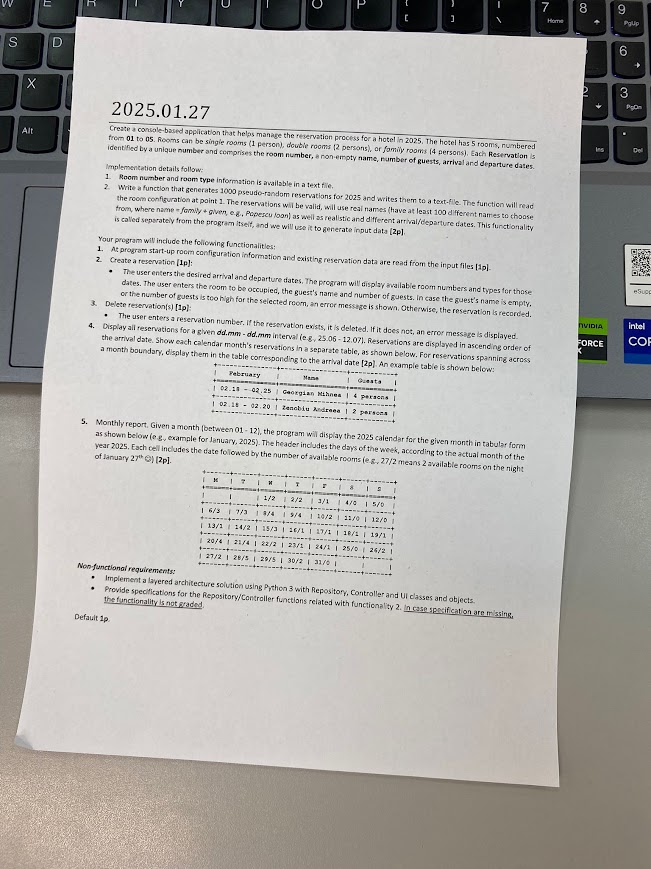 W E R T Y U I O P { [ } ] | \ 7 Home 8 9 PgUp
S D 6
X 2 3 PgDn
Alt Ins . Del
eSupp
NVIDIA
FORCE
X
intel
COR
2025.01.27
Create a console-based application that helps manage the reservation process for a hotel in 2025. The hotel has 5 rooms, numbered
from 01 to 05. Rooms can be single rooms (1 person), double rooms (2 persons), or family rooms (4 persons). Each Reservation is
identified by a unique number and comprises the room number, a non-empty name, number of guests, arrival and departure dates.
Implementation details follow:
1. Room number and room type information is available in a text file.
2. Write a function that generates 1000 pseudo-random reservations for 2025 and writes them to a text-file. The function will read
the room configuration at point 1. The reservations will be valid, will use real names (have at least 100 different names to choose
from, where name = family + given, e.g., Popescu Ioan) as well as realistic and different arrival/departure dates. This functionality
is called separately from the program itself, and we will use it to generate input data [2p].
Your program will include the following functionalities:
1. At program start-up room configuration information and existing reservation data are read from the input files [1p].
2. Create a reservation [1p]:
• The user enters the desired arrival and departure dates. The program will display available room numbers and types for those
dates. The user enters the room to be occupied, the guest's name and number of guests. In case the guest's name is empty,
or the number of guests is too high for the selected room, an error message is shown. Otherwise, the reservation is recorded.
3. Delete reservation(s) [1p]:
• The user enters a reservation number. If the reservation exists, it is deleted. If it does not, an error message is displayed.
4. Display all reservations for a given dd.mm - dd.mm interval (e.g., 25.06 - 12.07). Reservations are displayed in ascending order of
the arrival date. Show each calendar month's reservations in a separate table, as shown below. For reservations spanning across
a month boundary, display them in the table corresponding to the arrival date [2p]. An example table is shown below:
| February | Name | Guests |
| 02.18 - 02.25 | Georgian Mihnea | 4 persons |
| 02.18 - 02.20 | Zenobiu Andreea | 2 persons |
5. Monthly report. Given a month (between 01 - 12), the program will display the 2025 calendar for the given month in tabular form
as shown below (e.g., example for January, 2025). The header includes the days of the week, according to the actual month of the
year 2025. Each cell includes the date followed by the number of available rooms (e.g., 27/2 means 2 available rooms on the night
of January 27th ☺) [2p].
| M | T | W | T | F | S | S |
| | | 1/2 | 2/2 | 3/1 | 4/0 | 5/0 |
| 6/3 | 7/3 | 8/4 | 9/4 | 10/2 | 11/0 | 12/0 |
| 13/1 | 14/2 | 15/3 | 16/1 | 17/1 | 18/1 | 19/1 |
| 20/4 | 21/4 | 22/2 | 23/1 | 24/1 | 25/0 | 26/2 |
| 27/2 | 28/5 | 29/5 | 30/2 | 31/0 | | |
Non-functional requirements:
• Implement a layered architecture solution using Python 3 with Repository, Controller and UI classes and objects.
• Provide specifications for the Repository/Controller functions related with functionality 2. In case specification are missing,
the functionality is not graded.
Default 1p.